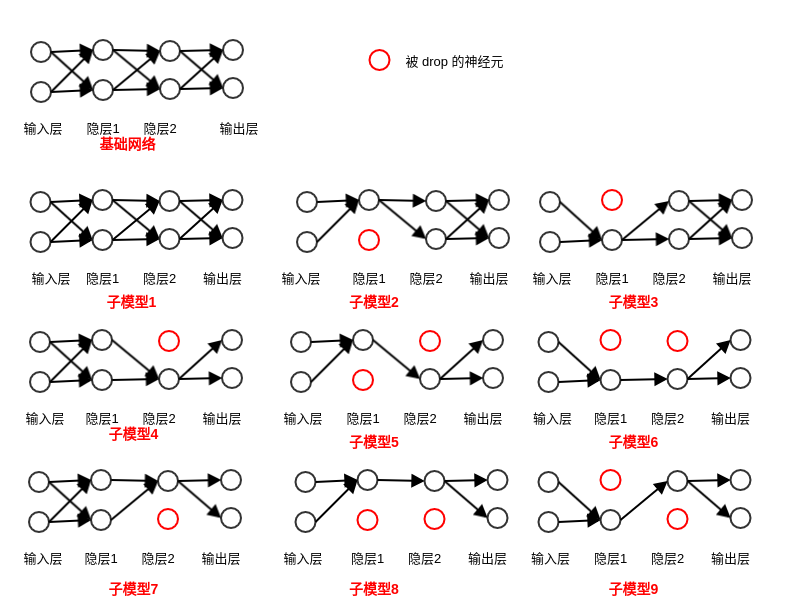 被 drop 的神经元
输入层 隐层1 隐层2 输出层
基础网络
输入层 隐层1 隐层2 输出层
输入层 隐层1 隐层2 输出层
输入层 隐层1 隐层2 输出层
子模型1
子模型2
子模型3
输入层 隐层1 隐层2 输出层
输入层 隐层1 隐层2 输出层
输入层 隐层1 隐层2 输出层
子模型4
子模型5
子模型6
输入层 隐层1 隐层2 输出层
输入层 隐层1 隐层2 输出层
输入层 隐层1 隐层2 输出层
子模型7
子模型8
子模型9